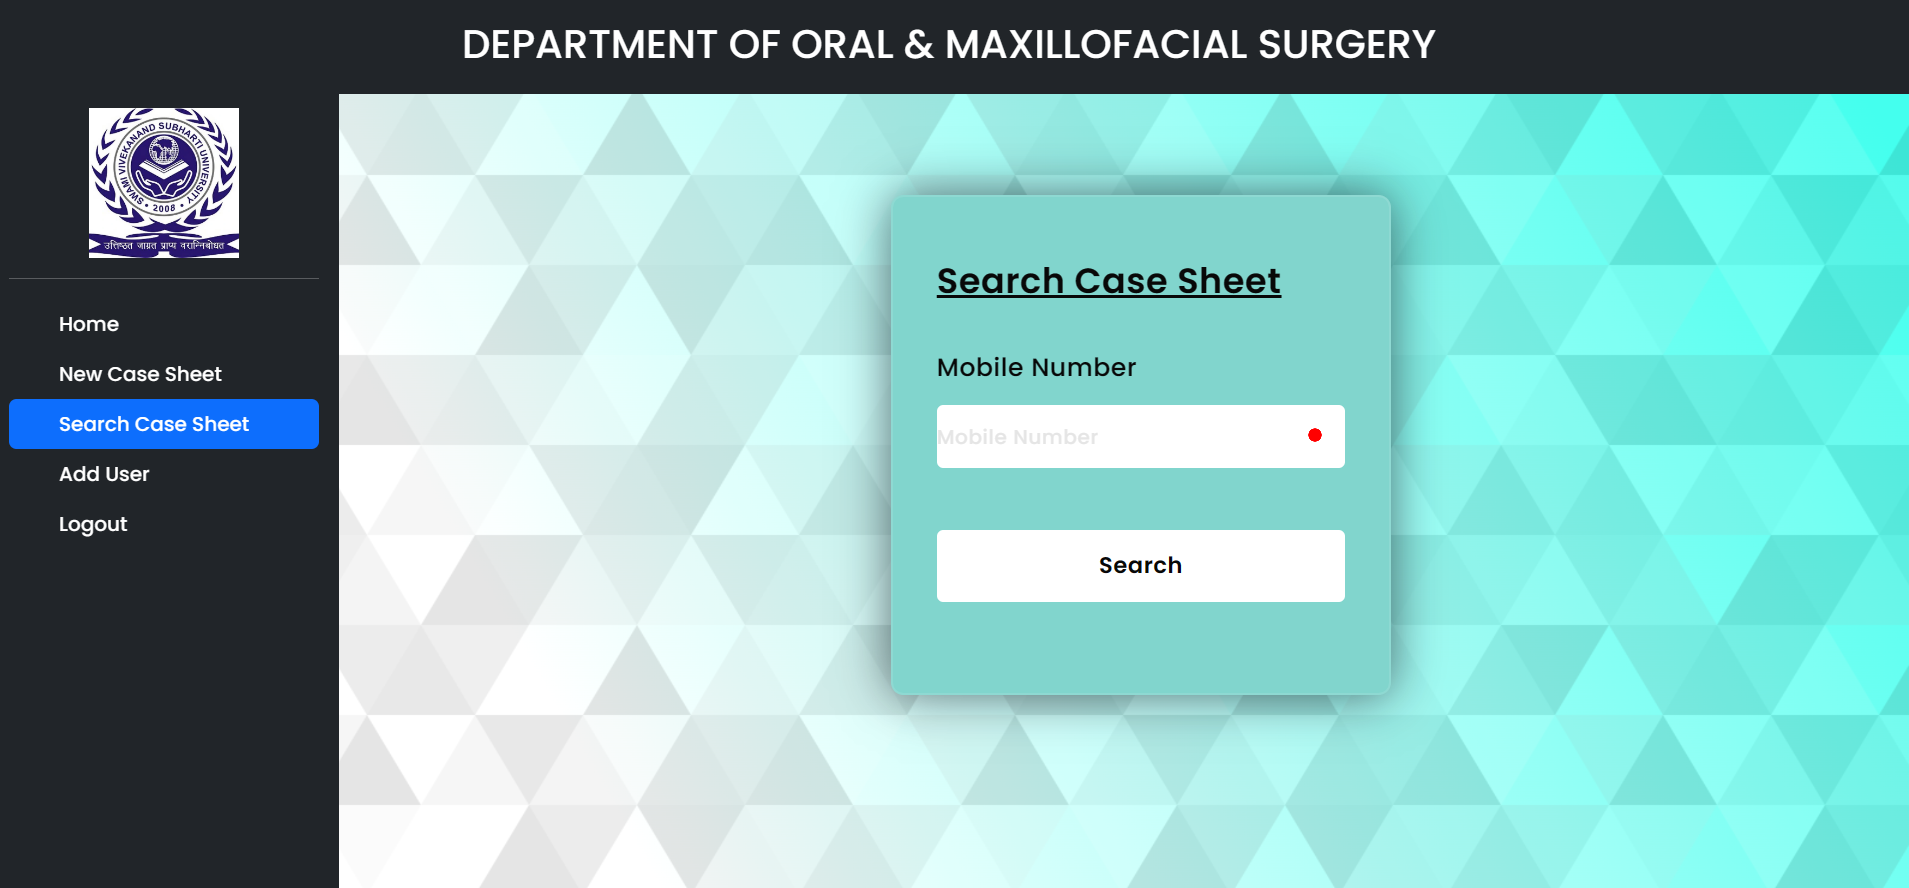 DEPARTMENT OF ORAL & MAXILLOFACIAL SURGERY
SWAMI VIVEKANAND SUBHARTI UNIVERSITY
• 2008 •
उत्तिष्ठत जाग्रत प्राप्य वरान्निबोधत
Home
New Case Sheet
Search Case Sheet
Add User
Logout
Search Case Sheet
Mobile Number
Mobile Number
Search